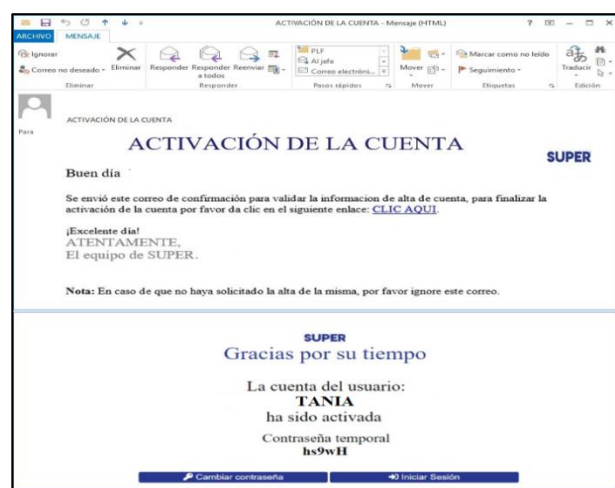 ACTIVACIÓN DE LA CUENTA - Mensaje (HTML)
ARCHIVO MENSAJE
Ignorar
Correo no deseado
Eliminar
Responder
Responder a todos
Reenviar
PLF
Al jefe
Correo electróni...
Mover
Marcar como no leído
Seguimiento
Traducir
Eliminar Responder Pasos rápidos Mover Etiquetas Edición
ACTIVACIÓN DE LA CUENTA
Para
ACTIVACIÓN DE LA CUENTA
SUPER
Buen día
Se envió este correo de confirmación para validar la informacion de alta de cuenta, para finalizar la
activación de la cuenta por favor da clic en el siguiente enlace: CLIC AQUI.
¡Excelente dia!
ATENTAMENTE,
El equipo de SUPER.
Nota: En caso de que no haya solicitado la alta de la misma, por favor ignore este correo.
SUPER
Gracias por su tiempo
La cuenta del usuario:
TANIA
ha sido activada
Contraseña temporal
hs9wH
Cambiar contraseña Iniciar Sesión